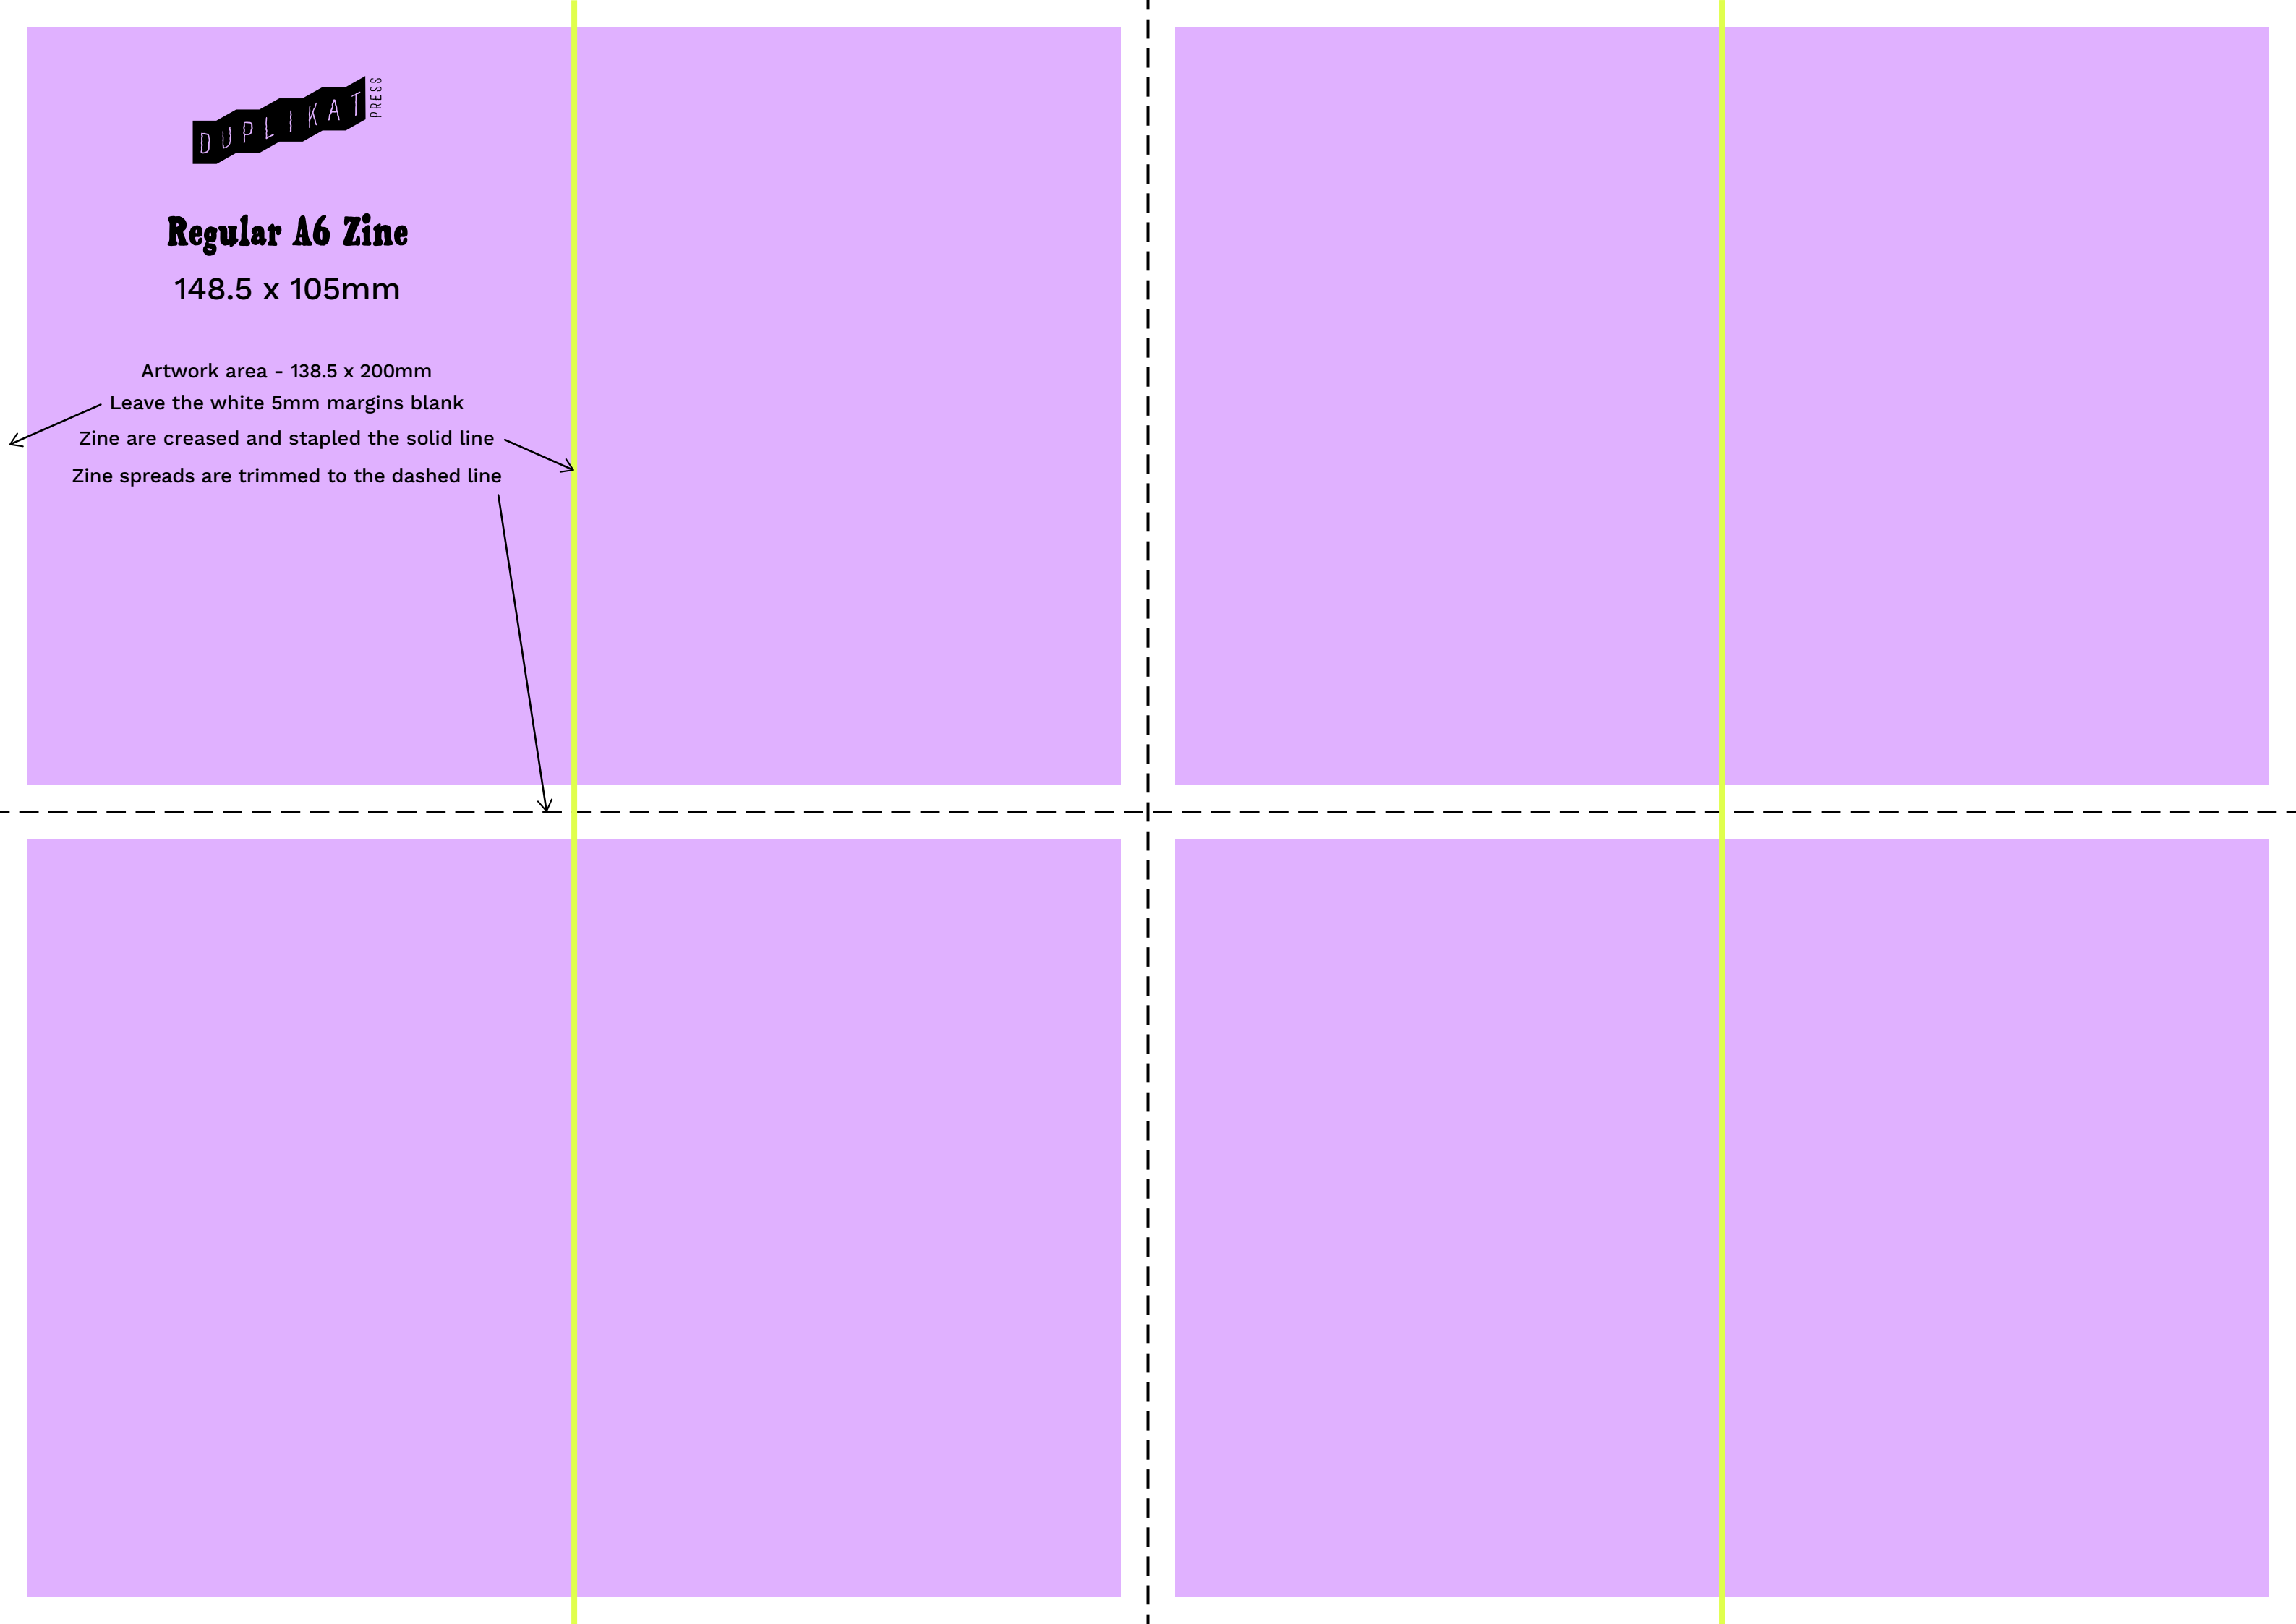 DUPLIKAT
PRESS
Regular A6 Zine
148.5 x 105mm
Artwork area - 138.5 x 200mm
Leave the white 5mm margins blank
Zine are creased and stapled the solid line
Zine spreads are trimmed to the dashed line